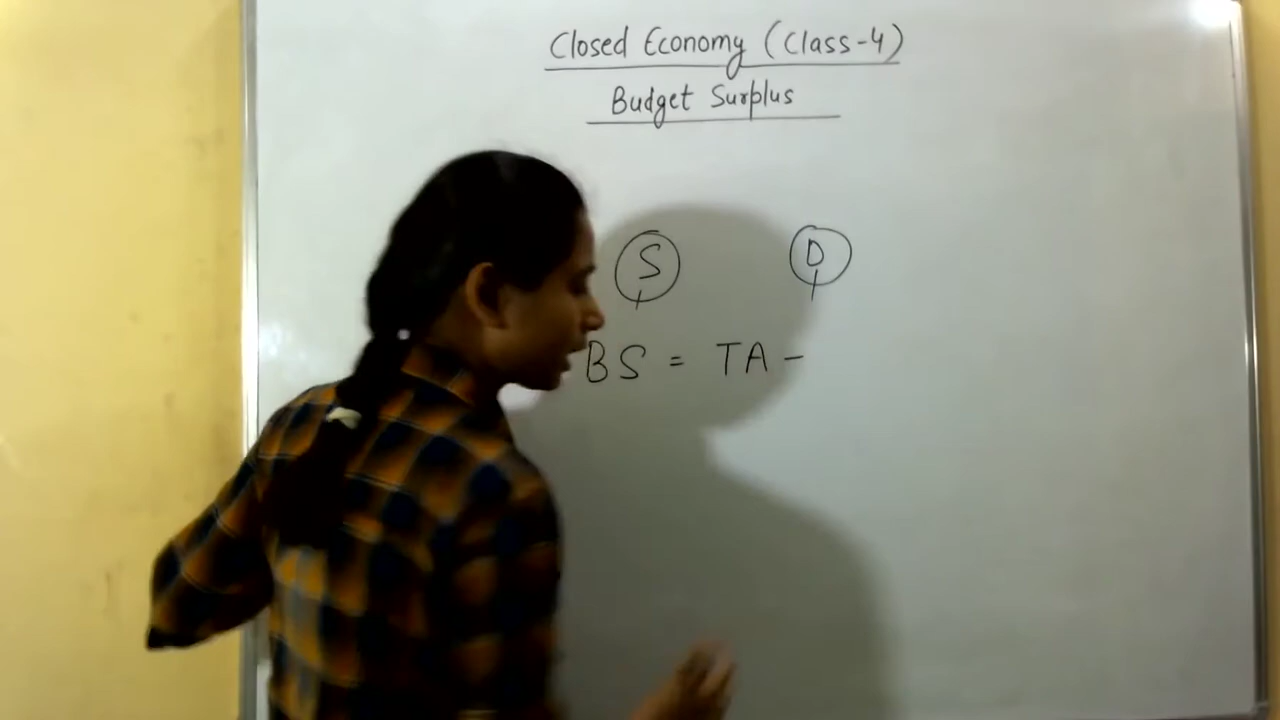 Closed Economy (Class-4)
Budget Surplus
S D
BS = TA -